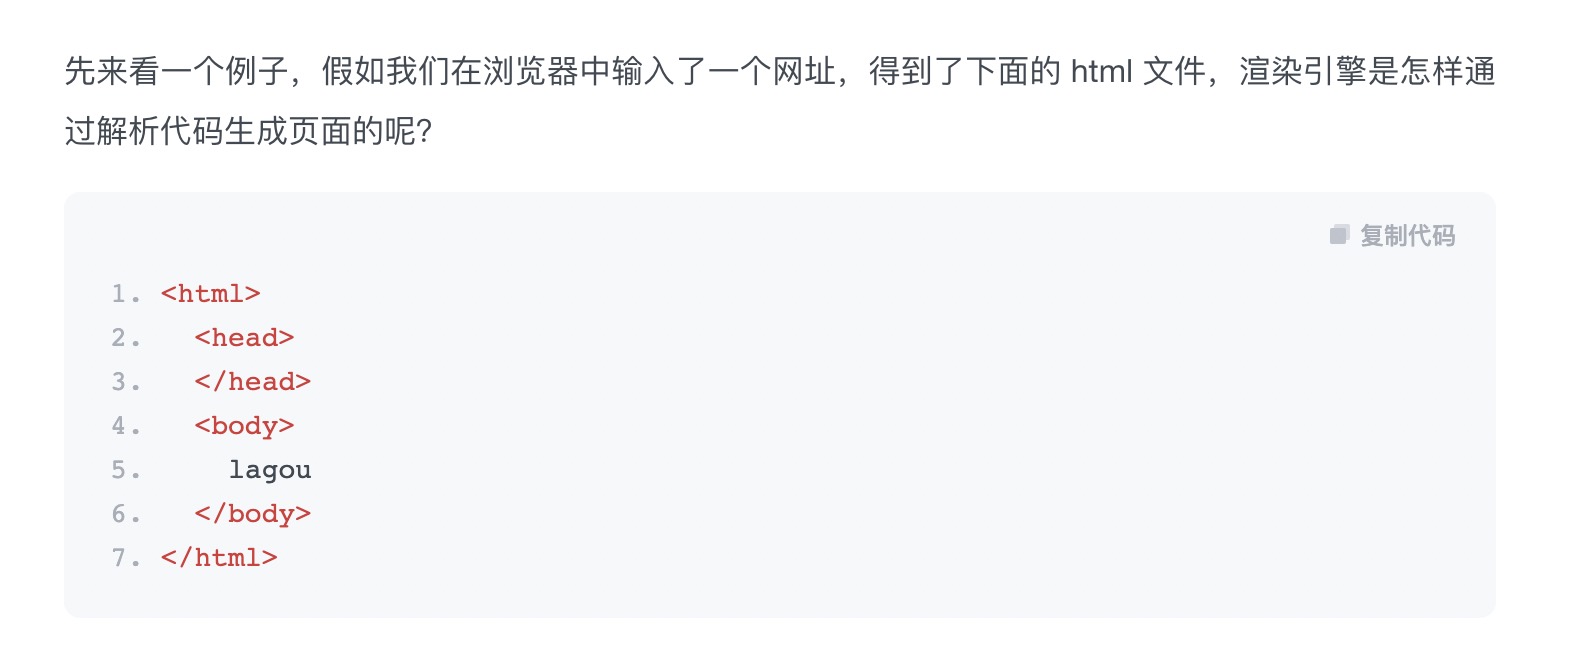 先来看一个例子，假如我们在浏览器中输入了一个网址，得到了下面的 html 文件，渲染引擎是怎样通
过解析代码生成页面的呢？
复制代码
1. <html>
2.   <head>
3.   </head>
4.   <body>
5.     lagou
6.   </body>
7. </html>